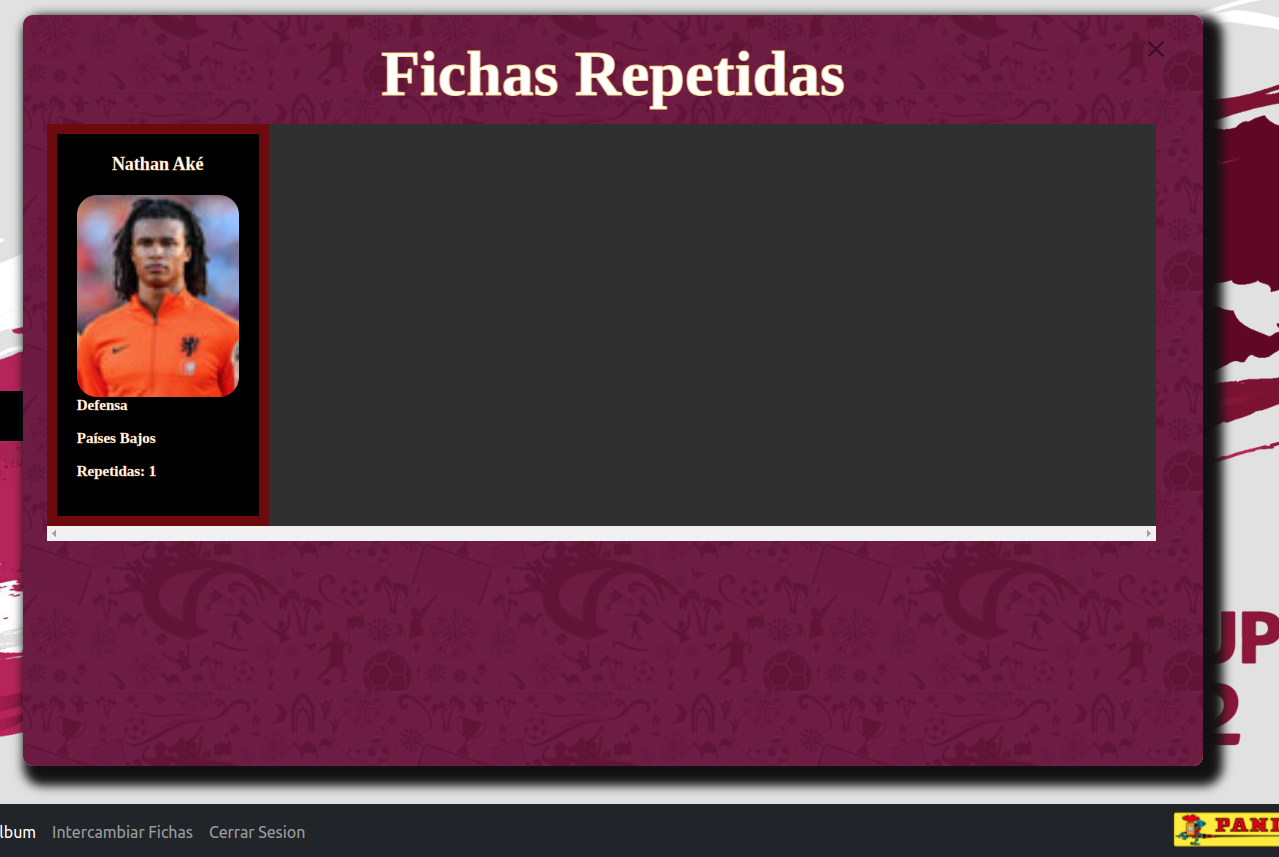 Fichas Repetidas
Nathan Aké
Defensa
Países Bajos
Repetidas: 1
UP
2
lbum Intercambiar Fichas Cerrar Sesion
PANI